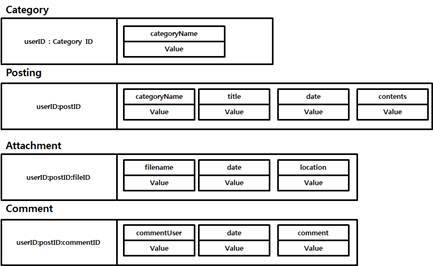 Category
userID : Category ID
categoryName
Value
Posting
userID:postID
categoryName title date contents
Value Value Value Value
Attachment
userID:postID:fileID
filename date location
Value Value Value
Comment
userID:postID:commentID
commentUser date comment
Value Value Value